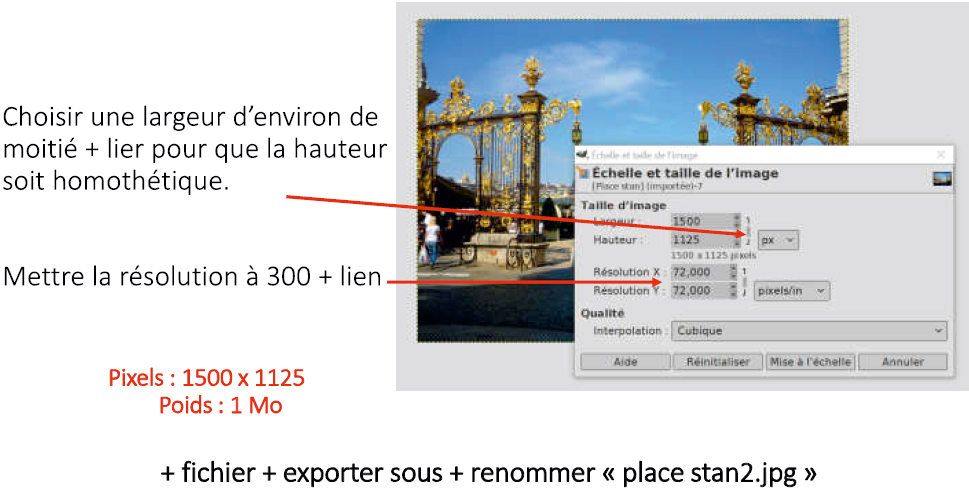 Choisir une largeur d'environ de
moitié + lier pour que la hauteur
soit homothétique.
Mettre la résolution à 300 + lien
Pixels : 1500 x 1125
Poids : 1 Mo
Échelle et taille de l'image
Échelle et taille de l'image
[Place stan] (importée)-7
Taille d'image
Largeur : 1500
Hauteur : 1125 px
1500 x 1125 pixels
Résolution X : 72,000
Résolution Y : 72,000 pixels/in
Qualité
Interpolation : Cubique
Aide Réinitialiser Mise à l'échelle Annuler
+ fichier + exporter sous + renommer « place stan2.jpg »